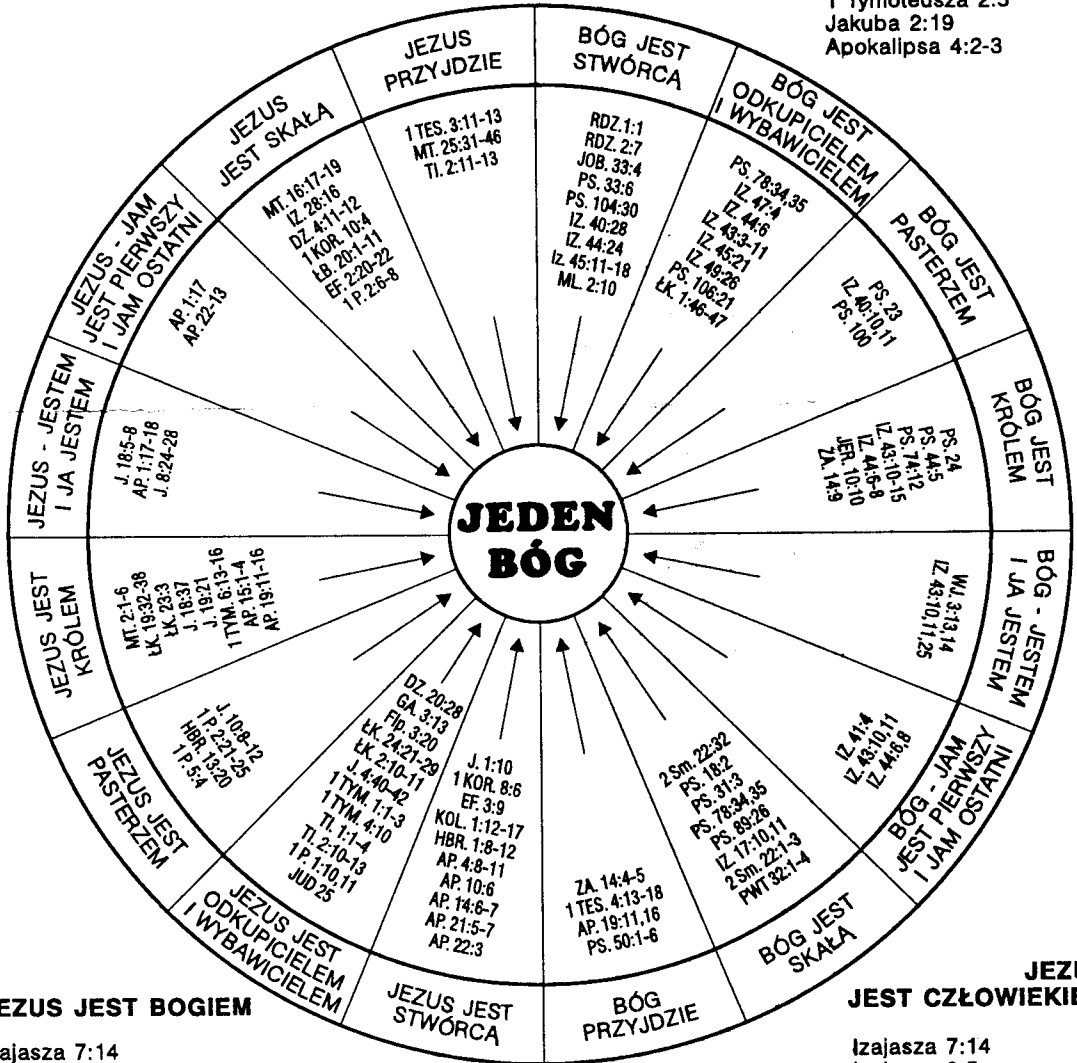 1 Tymoteusza 2:5
Jakuba 2:19
Apokalipsa 4:2-3
BÓG JEST
STWÓRCĄ
RDZ.1:1
RDZ. 2:7
JOB. 33:4
PS. 33:6
PS. 104:30
IZ. 40:28
IZ. 44:24
Iz. 45:11-18
ML. 2:10
BÓG JEST
ODKUPICIELEM
I WYBAWICIELEM
PS. 78:34,35
IZ. 47:4
IZ. 44:6
IZ. 43:3-11
IZ. 45:21
IZ. 49:26
PS. 106:21
ŁK. 1:46-47
BÓG JEST
PASTERZEM
PS. 23
IZ. 40:10,11
PS. 100
BÓG JEST
KRÓLEM
PS. 24
PS. 44:5
PS. 74:12
IZ. 43:10-15
IZ. 44:6-8
JER. 10:10
ZA. 14:9
BÓG - JESTEM
I JA JESTEM
WJ. 3:13,14
IZ. 43:10,11,25
BÓG - JAM
JEST PIERWSZY
I JAM OSTATNI
IZ. 41:4
IZ. 43:10,11
IZ. 44:6,8
BÓG JEST
SKAŁĄ
2 Sm. 22:32
PS. 18:2
PS. 31:3
PS. 78:34,35
PS. 89:26
IZ. 17:10,11
2 Sm. 22:1-3
PWT 32:1-4
BÓG
PRZYJDZIE
ZA. 14:4-5
1 TES. 4:13-18
AP. 19:11,16
PS. 50:1-6
JEZUS JEST
STWÓRCĄ
J. 1:10
1 KOR. 8:6
EF. 3:9
KOL. 1:12-17
HBR. 1:8-12
AP. 4:8-11
AP. 10:6
AP. 14:6-7
AP. 21:5-7
AP. 22:3
JEZUS JEST
ODKUPICIELEM
I WYBAWICIELEM
DZ. 20:28
GA. 3:13
Flp. 3:20
ŁK. 24:21-29
ŁK. 2:10-11
J. 4:40-42
1 TYM. 1:1-3
1 TYM. 4:10
TI. 1:1-4
TI. 2:10-13
1 P. 1:10,11
JUD 25
JEZUS JEST
PASTERZEM
J. 10:8-12
1 P. 2:21-25
HBR. 13:20
1 P. 5:4
JEZUS JEST
KRÓLEM
MT. 2:1-6
ŁK. 19:32-38
ŁK. 23:3
J. 18:37
J. 19:21
1 TYM. 6:13-16
AP. 15:1-4
AP. 19:11-16
JEZUS - JESTEM
I JA JESTEM
J. 18:5-8
AP. 1:17-18
J. 8:24-28
JEZUS - JAM
JEST PIERWSZY
I JAM OSTATNI
AP. 1:17
AP. 22-13
JEZUS
JEST SKAŁĄ
MT. 16:17-19
IZ. 28:16
DZ. 4:11-12
1 KOR. 10:4
ŁB. 20:1-11
EF. 2:20-22
1 P. 2:6-8
JEZUS
PRZYJDZIE
1 TES. 3:11-13
MT. 25:31-46
TI. 2:11-13
JEDEN
BÓG
EZUS JEST BOGIEM
ajasza 7:14
JEZU
JEST CZŁOWIEKIE
Izajasza 7:14